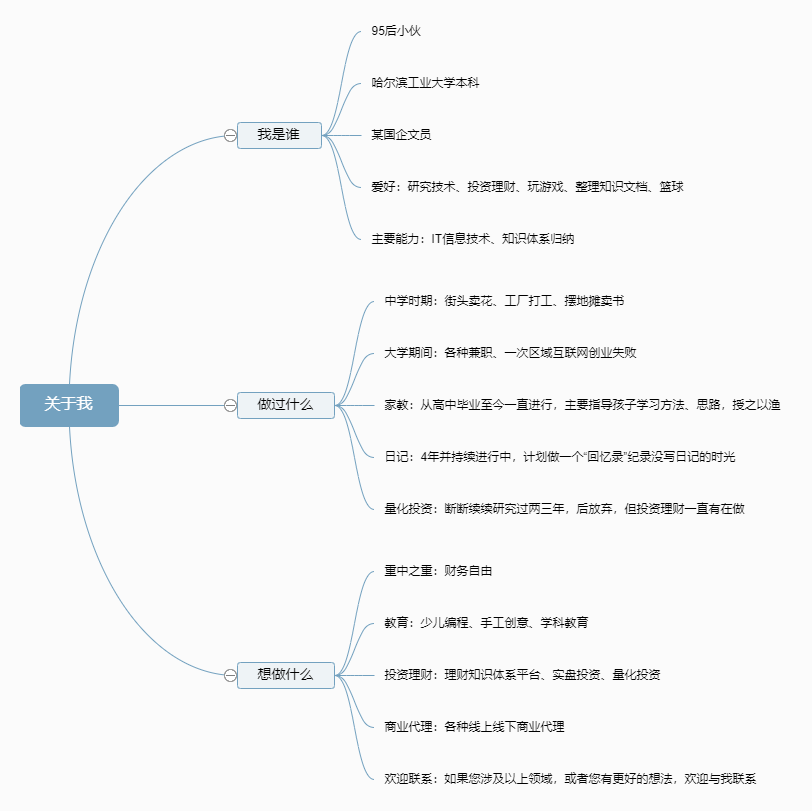 关于我
我是谁
95后小伙
哈尔滨工业大学本科
某国企文员
爱好：研究技术、投资理财、玩游戏、整理知识文档、篮球
主要能力：IT信息技术、知识体系归纳
做过什么
中学时期：街头卖花、工厂打工、摆地摊卖书
大学期间：各种兼职、一次区域互联网创业失败
家教：从高中毕业至今一直进行，主要指导孩子学习方法、思路，授之以渔
日记：4年并持续进行中，计划做一个“回忆录”纪录没写日记的时光
量化投资：断断续续研究过两三年，后放弃，但投资理财一直有在做
想做什么
重中之重：财务自由
教育：少儿编程、手工创意、学科教育
投资理财：理财知识体系平台、实盘投资、量化投资
商业代理：各种线上线下商业代理
欢迎联系：如果您涉及以上领域，或者您有更好的想法，欢迎与我联系